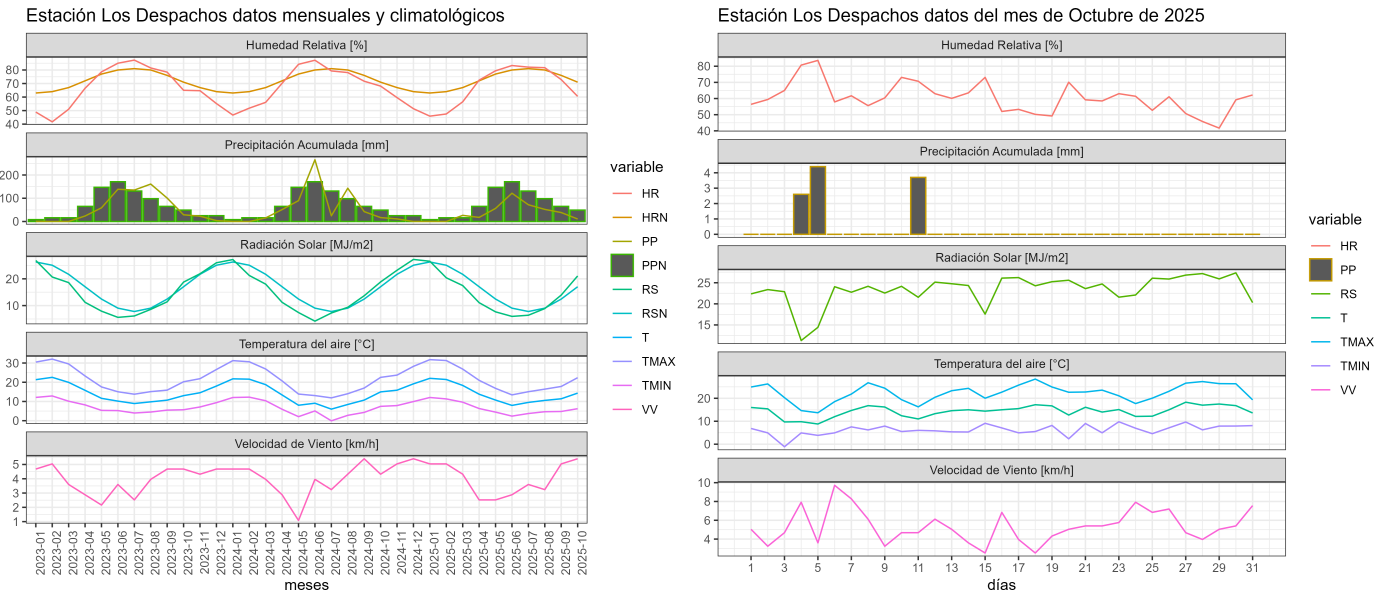 Estación Los Despachos datos mensuales y climatológicos
Humedad Relativa [%]
80
70
60
50
40
Precipitación Acumulada [mm]
200
100
0
Radiación Solar [MJ/m2]
20
10
Temperatura del aire [°C]
30
20
10
0
Velocidad de Viento [km/h]
5
4
3
2
1
2023-01
2023-02
2023-03
2023-04
2023-05
2023-06
2023-07
2023-08
2023-09
2023-10
2023-11
2023-12
2024-01
2024-02
2024-03
2024-04
2024-05
2024-06
2024-07
2024-08
2024-09
2024-10
2024-11
2024-12
2025-01
2025-02
2025-03
2025-04
2025-05
2025-06
2025-07
2025-08
2025-09
2025-10
meses
variable
HR
HRN
PP
PPN
RS
RSN
T
TMAX
TMIN
VV
Estación Los Despachos datos del mes de Octubre de 2025
Humedad Relativa [%]
80
70
60
50
40
Precipitación Acumulada [mm]
4
3
2
1
0
Radiación Solar [MJ/m2]
25
20
15
Temperatura del aire [°C]
20
10
0
Velocidad de Viento [km/h]
10
8
6
4
1 3 5 7 9 11 13 15 17 19 21 23 25 27 29 31
días
variable
HR
PP
RS
T
TMAX
TMIN
VV